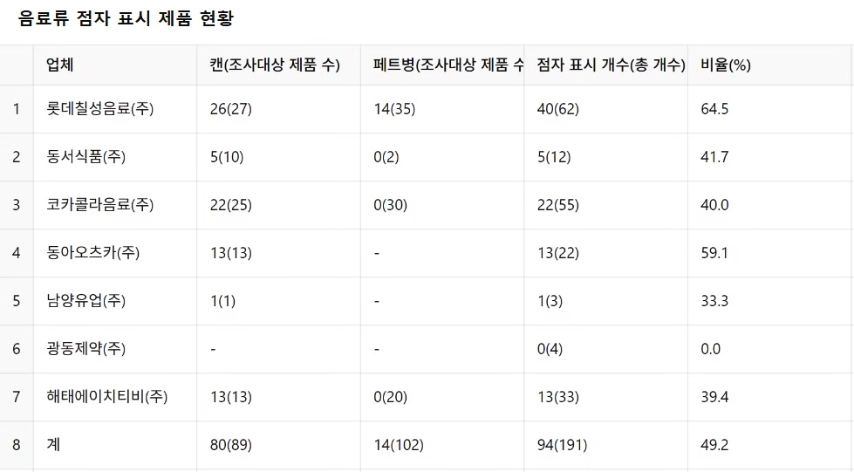 음료류 점자 표시 제품 현황
업체 캔(조사대상 제품 수) 페트병(조사대상 제품 수 점자 표시 개수(총 개수) 비율(%)
1 롯데칠성음료(주) 26(27) 14(35) 40(62) 64.5
2 동서식품(주) 5(10) 0(2) 5(12) 41.7
3 코카콜라음료(주) 22(25) 0(30) 22(55) 40.0
4 동아오츠카(주) 13(13) - 13(22) 59.1
5 남양유업(주) 1(1) - 1(3) 33.3
6 광동제약(주) - - 0(4) 0.0
7 해태에이치티비(주) 13(13) 0(20) 13(33) 39.4
8 계 80(89) 14(102) 94(191) 49.2